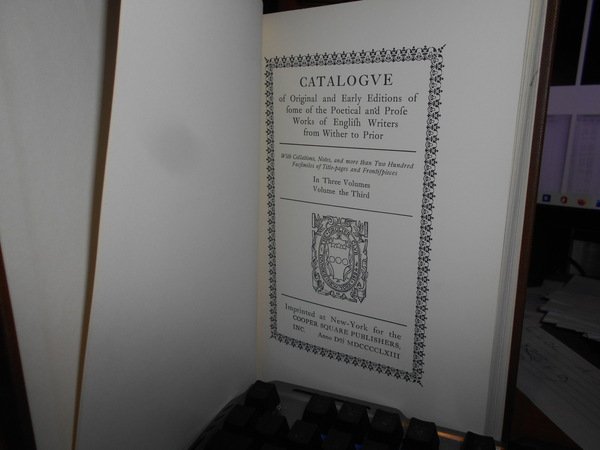 CATALOGVE
of Original and Early Editions of
ſome of the Poetical and Proſe
Works of Engliſh Writers
from Wither to Prior
With Collations, Notes, and more than Two Hundred
Facſimiles of Title-pages and Frontiſpieces
In Three Volumes
Volume the Third
Imprinted at New-York for the
COOPER SQUARE PUBLISHERS,
INC. Anno Dñi MDCCCCLXIII